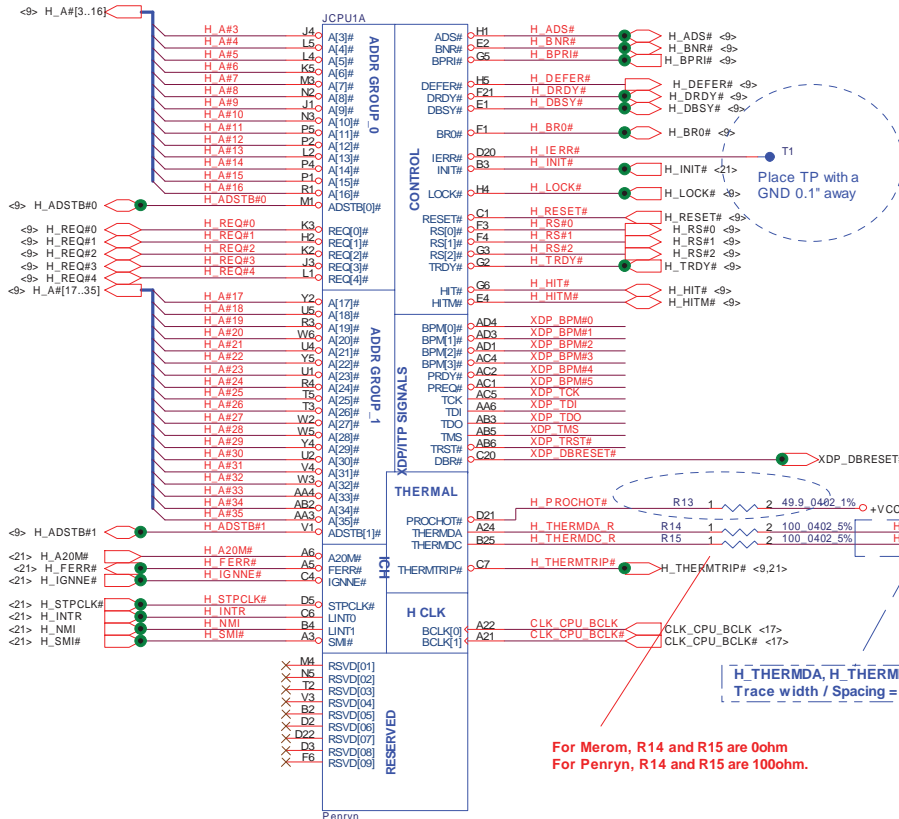 JCPU1A
<9> H_A#[3..16]
H_A#3 J4 A[3]#
H_A#4 L5 A[4]#
H_A#5 L4 A[5]#
H_A#6 K5 A[6]#
H_A#7 M3 A[7]#
H_A#8 N2 A[8]#
H_A#9 J1 A[9]#
H_A#10 N3 A[10]#
H_A#11 P5 A[11]#
H_A#12 P2 A[12]#
H_A#13 L2 A[13]#
H_A#14 P4 A[14]#
H_A#15 P1 A[15]#
H_A#16 R1 A[16]#
<9> H_ADSTB#0 H_ADSTB#0 M1 ADSTB[0]#
<9> H_REQ#0 H_REQ#0 K3 REQ[0]#
<9> H_REQ#1 H_REQ#1 H2 REQ[1]#
<9> H_REQ#2 H_REQ#2 K2 REQ[2]#
<9> H_REQ#3 H_REQ#3 J3 REQ[3]#
<9> H_REQ#4 H_REQ#4 L1 REQ[4]#
<9> H_A#[17..35]
H_A#17 Y2 A[17]#
H_A#18 U5 A[18]#
H_A#19 R3 A[19]#
H_A#20 W6 A[20]#
H_A#21 U4 A[21]#
H_A#22 Y5 A[22]#
H_A#23 U1 A[23]#
H_A#24 R4 A[24]#
H_A#25 T5 A[25]#
H_A#26 T3 A[26]#
H_A#27 W2 A[27]#
H_A#28 W5 A[28]#
H_A#29 Y4 A[29]#
H_A#30 U2 A[30]#
H_A#31 V4 A[31]#
H_A#32 W3 A[32]#
H_A#33 AA4 A[33]#
H_A#34 AB2 A[34]#
H_A#35 AA3 A[35]#
<9> H_ADSTB#1 H_ADSTB#1 V1 ADSTB[1]#
<21> H_A20M# H_A20M# A6 A20M#
<21> H_FERR# H_FERR# A5 FERR#
<21> H_IGNNE# H_IGNNE# C4 IGNNE#
<21> H_STPCLK# H_STPCLK# D5 STPCLK#
<21> H_INTR H_INTR C6 LINT0
<21> H_NMI H_NMI B4 LINT1
<21> H_SMI# H_SMI# A3 SMI#
M4 RSVD[01]
N5 RSVD[02]
T2 RSVD[03]
V3 RSVD[04]
B2 RSVD[05]
D2 RSVD[06]
D22 RSVD[07]
D3 RSVD[08]
F6 RSVD[09]
ADDR GROUP_0
ADDR GROUP_1
ICH
RESERVED
CONTROL
XDP/ITP SIGNALS
THERMAL
H CLK
Penryn
ADS# H1 H_ADS# H_ADS# <9>
BNR# E2 H_BNR# H_BNR# <9>
BPRI# G5 H_BPRI# H_BPRI# <9>
DEFER# H5 H_DEFER# H_DEFER# <9>
DRDY# F21 H_DRDY# H_DRDY# <9>
DBSY# E1 H_DBSY# H_DBSY# <9>
BR0# F1 H_BR0# H_BR0# <9>
IERR# D20 H_IERR# T1
INIT# B3 H_INIT# H_INIT# <21>
Place TP with a
GND 0.1" away
LOCK# H4 H_LOCK# H_LOCK# <9>
RESET# C1 H_RESET# H_RESET# <9>
RS[0]# F3 H_RS#0 H_RS#0 <9>
RS[1]# F4 H_RS#1 H_RS#1 <9>
RS[2]# G3 H_RS#2 H_RS#2 <9>
TRDY# G2 H_TRDY# H_TRDY# <9>
HIT# G6 H_HIT# H_HIT# <9>
HITM# E4 H_HITM# H_HITM# <9>
BPM[0]# AD4 XDP_BPM#0
BPM[1]# AD3 XDP_BPM#1
BPM[2]# AD1 XDP_BPM#2
BPM[3]# AC4 XDP_BPM#3
PRDY# AC2 XDP_BPM#4
PREQ# AC1 XDP_BPM#5
TCK AC5 XDP_TCK
TDI AA6 XDP_TDI
TDO AB3 XDP_TDO
TMS AB5 XDP_TMS
TRST# AB6 XDP_TRST#
DBR# C20 XDP_DBRESET# XDP_DBRESET
PROCHOT# D21 H_PROCHOT# R13 1 2 49.9_0402_1% +VCC
THERMDA A24 H_THERMDA_R R14 1 2 100_0402_5% H
THERMDC B25 H_THERMDC_R R15 1 2 100_0402_5% H
THERMTRIP# C7 H_THERMTRIP# H_THERMTRIP# <9,21>
BCLK[0] A22 CLK_CPU_BCLK CLK_CPU_BCLK <17>
BCLK[1] A21 CLK_CPU_BCLK# CLK_CPU_BCLK# <17>
H_THERMDA, H_THERM
Trace width / Spacing =
For Merom, R14 and R15 are 0ohm
For Penryn, R14 and R15 are 100ohm.